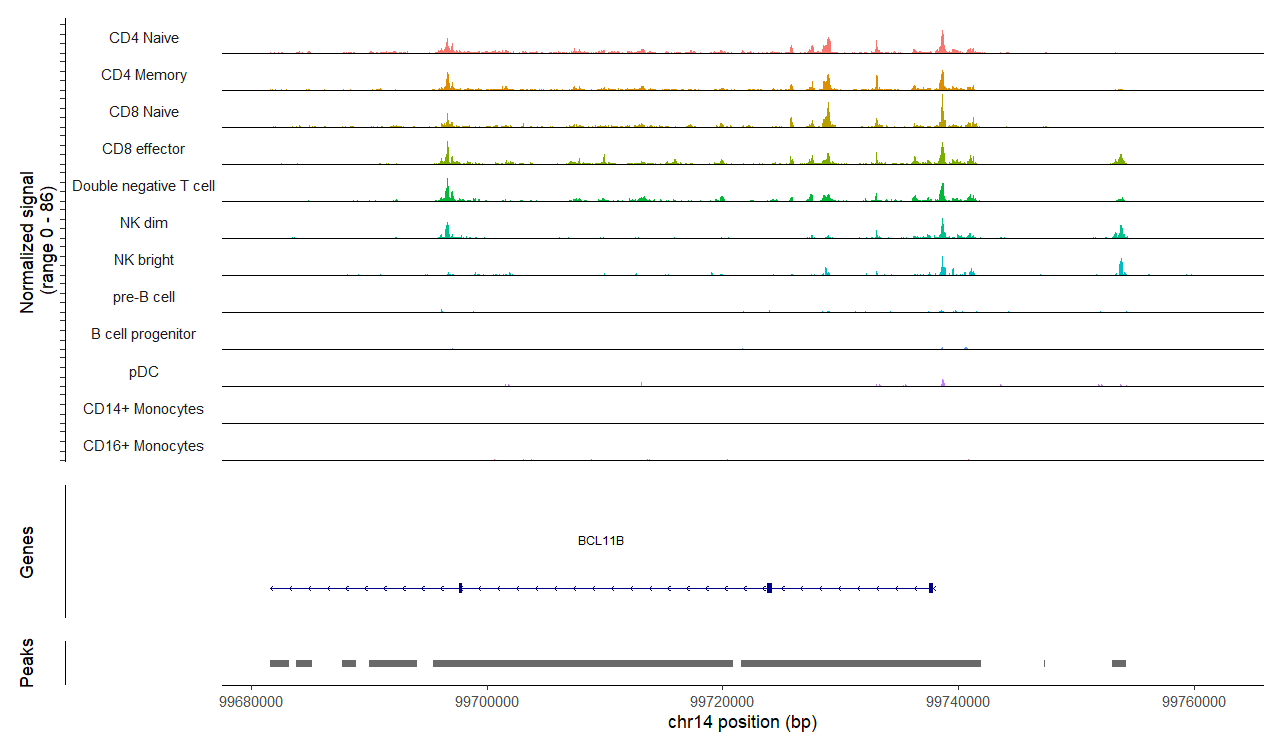 Normalized signal
(range 0 - 86)
CD4 Naive
CD4 Memory
CD8 Naive
CD8 effector
Double negative T cell
NK dim
NK bright
pre-B cell
B cell progenitor
pDC
CD14+ Monocytes
CD16+ Monocytes
Genes
BCL11B
Peaks
99680000 99700000 99720000 99740000 99760000
chr14 position (bp)